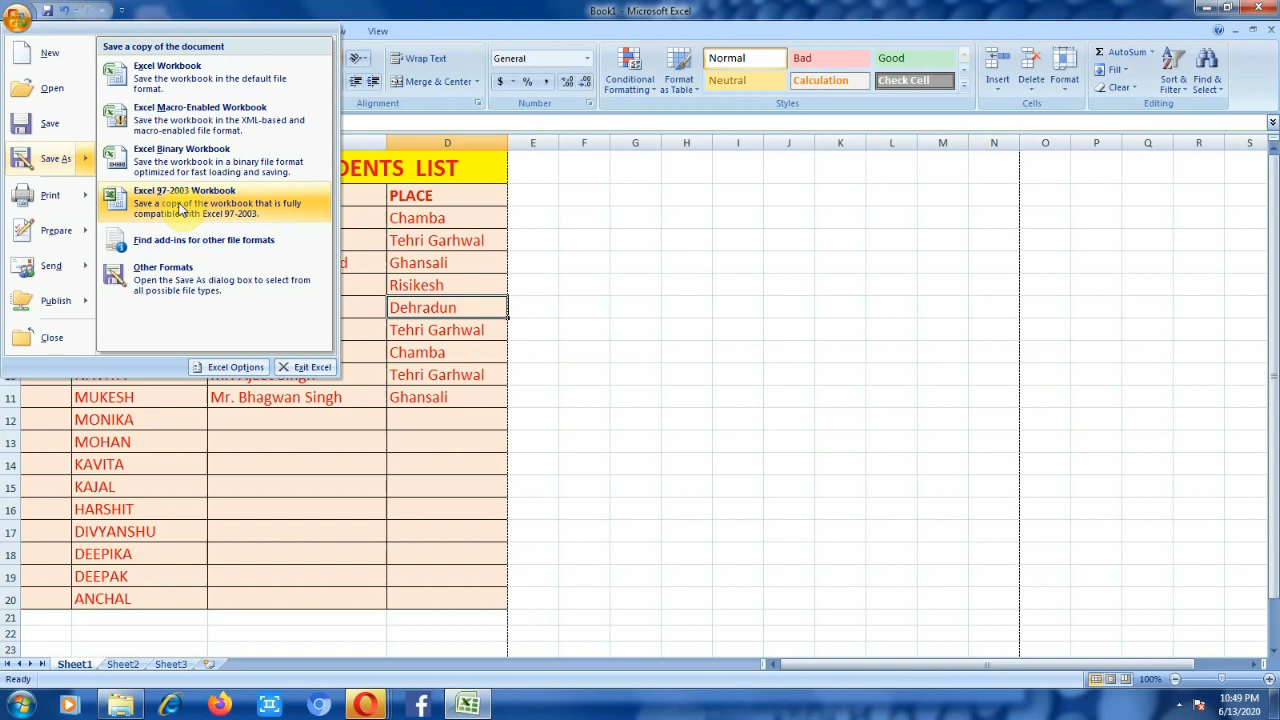 Book1 - Microsoft Excel
View
New
Open
Save
Save As
Print
Prepare
Send
Publish
Close
Save a copy of the document
Excel Workbook
Save the workbook in the default file
format.
Excel Macro-Enabled Workbook
Save the workbook in the XML-based and
macro-enabled file format.
Excel Binary Workbook
Save the workbook in a binary file format
optimized for fast loading and saving.
Excel 97-2003 Workbook
Save a copy of the workbook that is fully
compatible with Excel 97-2003.
Find add-ins for other file formats
Other Formats
Open the Save As dialog box to select from
all possible file types.
Excel Options
Exit Excel
Wrap Text
Merge & Center
Alignment
General
$ % ,
Number
Conditional
Formatting
Format
as Table
Normal
Bad
Good
Neutral
Calculation
Check Cell
Styles
Insert
Delete
Format
Cells
AutoSum
Fill
Clear
Sort &
Filter
Find &
Select
Editing
D E F G H I J K L M N O P Q R S
DENTS LIST
PLACE
Chamba
Tehri Garhwal
d Ghansali
Risikesh
Dehradun
Tehri Garhwal
Chamba
Tehri Garhwal
11 MUKESH Mr. Bhagwan Singh Ghansali
12 MONIKA
13 MOHAN
14 KAVITA
15 KAJAL
16 HARSHIT
17 DIVYANSHU
18 DEEPIKA
19 DEEPAK
20 ANCHAL
21
22
23
Sheet1 Sheet2 Sheet3
Ready
100%
10:49 PM
6/13/2020